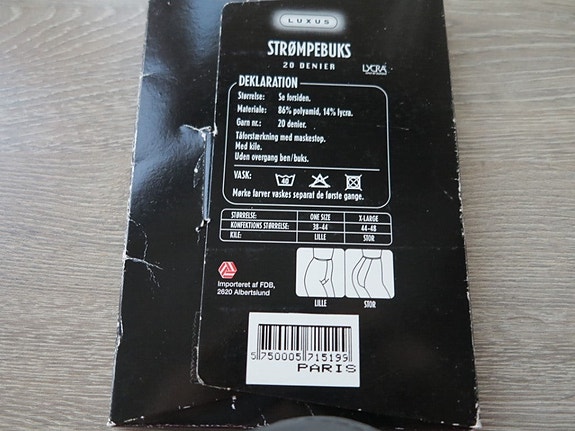 LUXUS
STRØMPEBUKS
20 DENIER
LYCRA
DEKLARATION
Størrelse: Se forsiden.
Materiale: 86% polyamid, 14% lycra.
Garn nr.: 20 denier.
Tåforstærkning med maskestop.
Med kile.
Uden overgang ben/buks.
VASK: 40
Mørke farver vaskes separat de første gange.
STØRRELSE: ONE SIZE X-LARGE
KONFEKTIONS STØRRELSE: 38-44 44-48
KILE: LILLE STOR
Importeret af FDB,
2620 Albertslund
LILLE STOR
5 750005 715199
PARIS